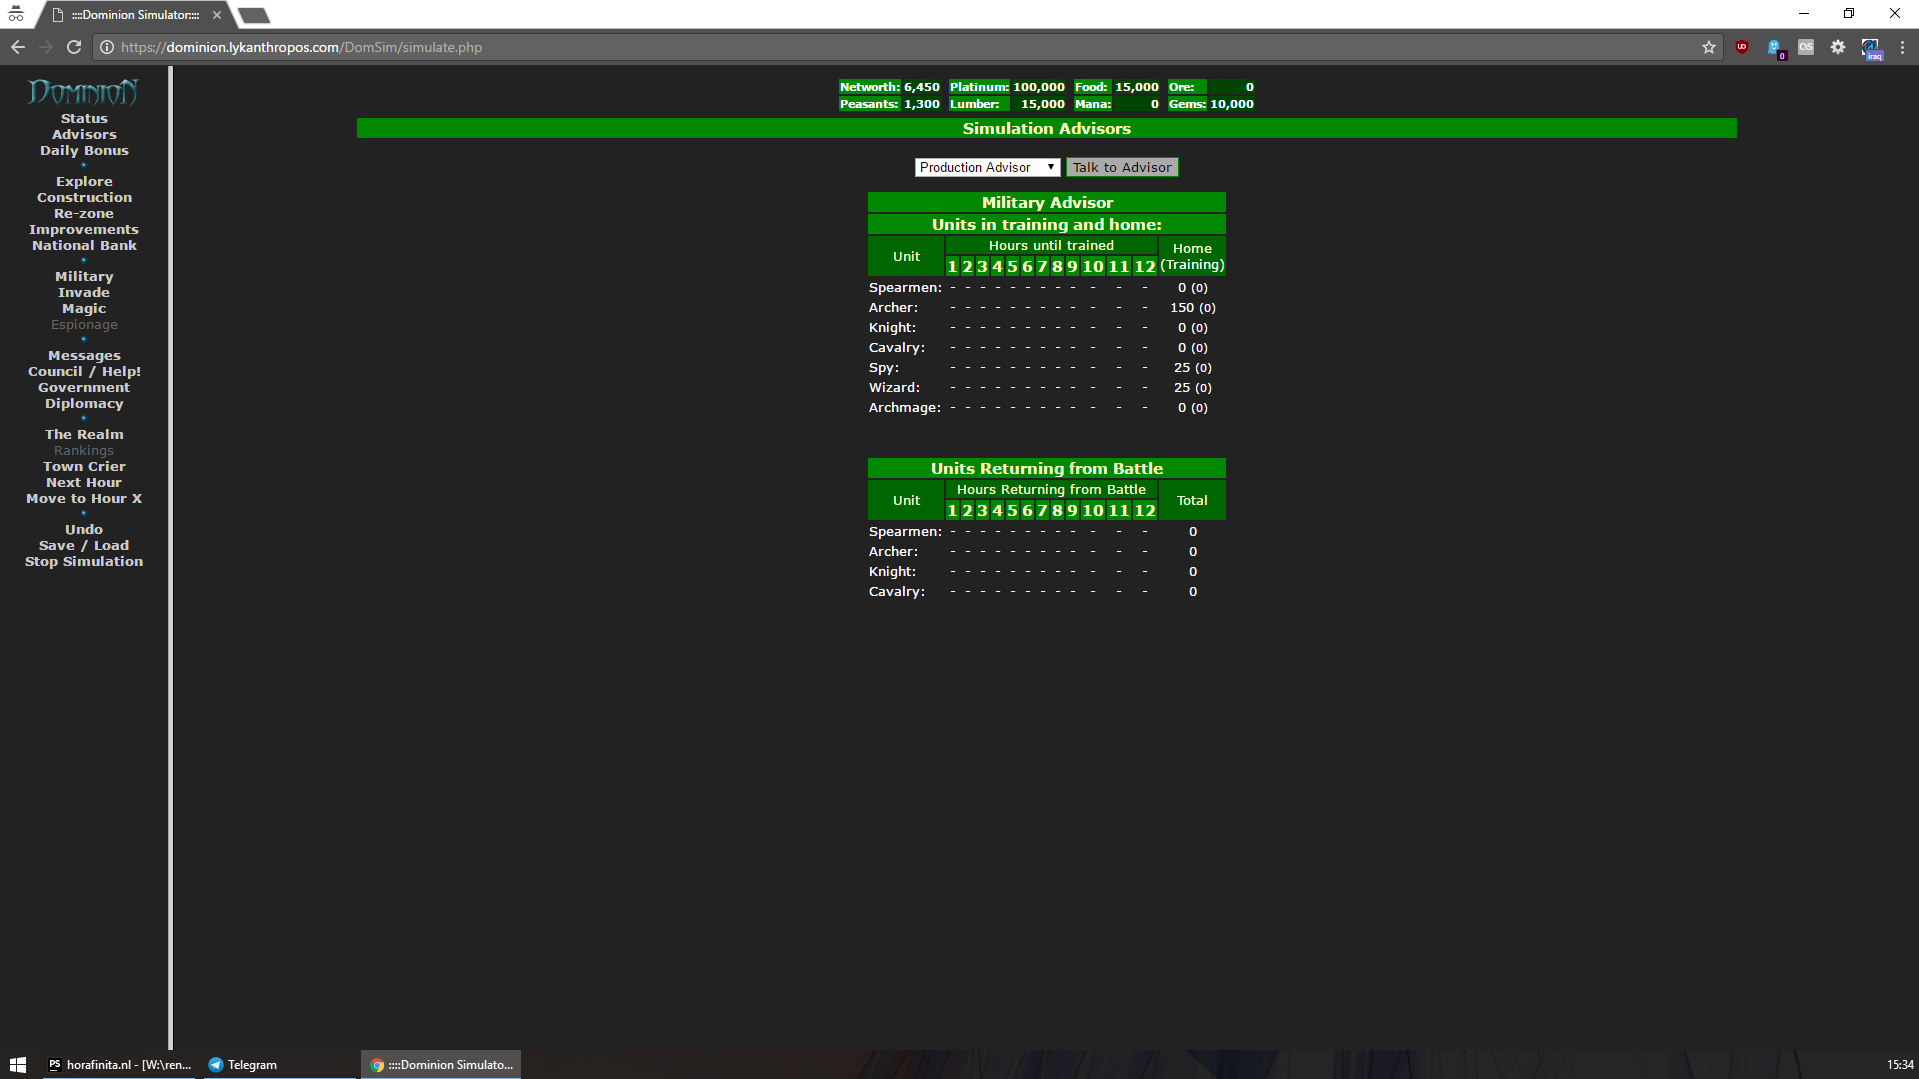 ::::Dominion Simulator::::
https://dominion.lykanthropos.com/DomSim/simulate.php
UD
0
OS
iraq
DOMINION
Status
Advisors
Daily Bonus
Explore
Construction
Re-zone
Improvements
National Bank
Military
Invade
Magic
Espionage
Messages
Council / Help!
Government
Diplomacy
The Realm
Rankings
Town Crier
Next Hour
Move to Hour X
Undo
Save / Load
Stop Simulation
Networth: 6,450 Platinum: 100,000 Food: 15,000 Ore: 0
Peasants: 1,300 Lumber: 15,000 Mana: 0 Gems: 10,000
Simulation Advisors
Production Advisor Talk to Advisor
Military Advisor
Units in training and home:
Unit Hours until trained Home (Training)
1 2 3 4 5 6 7 8 9 10 11 12
Spearmen: - - - - - - - - - - - - 0 (0)
Archer: - - - - - - - - - - - - 150 (0)
Knight: - - - - - - - - - - - - 0 (0)
Cavalry: - - - - - - - - - - - - 0 (0)
Spy: - - - - - - - - - - - - 25 (0)
Wizard: - - - - - - - - - - - - 25 (0)
Archmage: - - - - - - - - - - - - 0 (0)
Units Returning from Battle
Unit Hours Returning from Battle Total
1 2 3 4 5 6 7 8 9 10 11 12
Spearmen: - - - - - - - - - - - - 0
Archer: - - - - - - - - - - - - 0
Knight: - - - - - - - - - - - - 0
Cavalry: - - - - - - - - - - - - 0
PS horafinita.nl - [W:\ren... Telegram ::::Dominion Simulato... 15:34